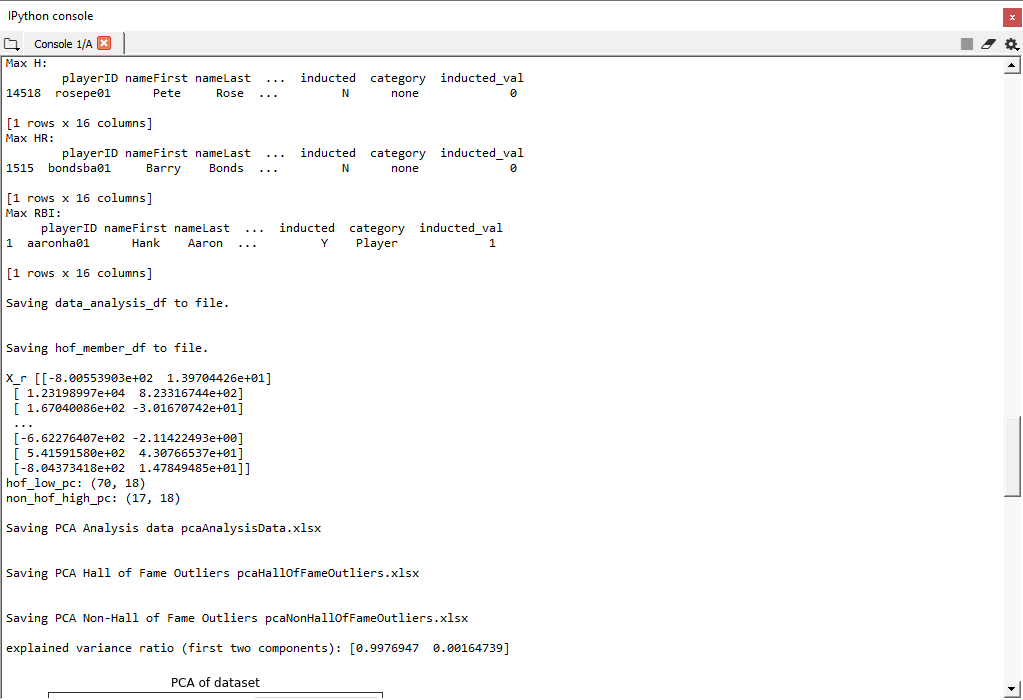 IPython console
x
Console 1/A
Max H:
playerID nameFirst nameLast ... inducted category inducted_val
14518 rosepe01 Pete Rose ... N none 0
[1 rows x 16 columns]
Max HR:
playerID nameFirst nameLast ... inducted category inducted_val
1515 bondsba01 Barry Bonds ... N none 0
[1 rows x 16 columns]
Max RBI:
playerID nameFirst nameLast ... inducted category inducted_val
1 aaronha01 Hank Aaron ... Y Player 1
[1 rows x 16 columns]
Saving data_analysis_df to file.
Saving hof_member_df to file.
X_r [[-8.00553903e+02 1.39704426e+01]
[ 1.23198997e+04 8.23316744e+02]
[ 1.67040086e+02 -3.01670742e+01]
...
[-6.62276407e+02 -2.11422493e+00]
[ 5.41591580e+02 4.30766537e+01]
[-8.04373418e+02 1.47849485e+01]]
hof_low_pc: (70, 18)
non_hof_high_pc: (17, 18)
Saving PCA Analysis data pcaAnalysisData.xlsx
Saving PCA Hall of Fame Outliers pcaHallOfFameOutliers.xlsx
Saving PCA Non-Hall of Fame Outliers pcaNonHallOfFameOutliers.xlsx
explained variance ratio (first two components): [0.9976947 0.00164739]
PCA of dataset